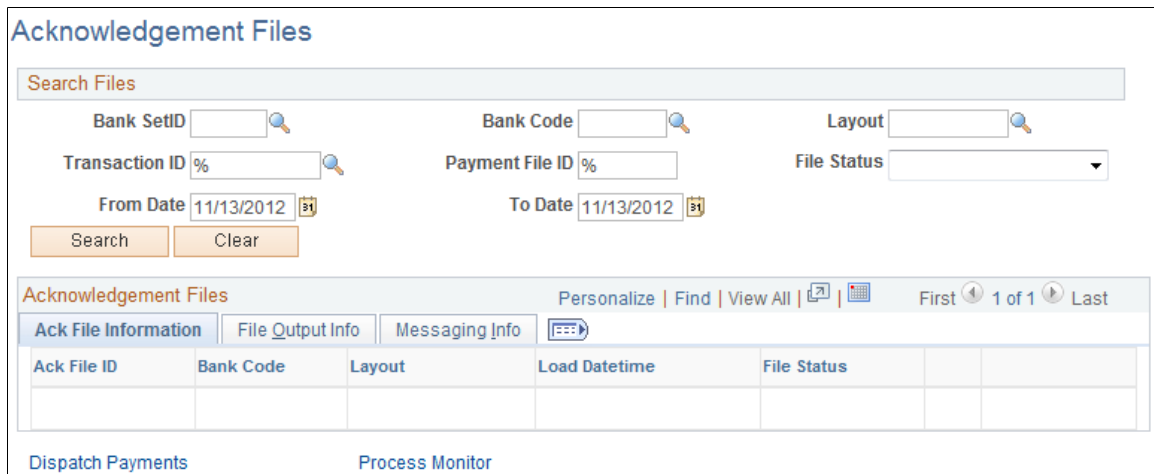 Acknowledgement Files
Search Files
Bank SetID Bank Code Layout
Transaction ID % Payment File ID % File Status
From Date 11/13/2012 31 To Date 11/13/2012 31
Search Clear
Acknowledgement Files Personalize | Find | View All | | First 1 of 1 Last
Ack File Information File Output Info Messaging Info
Ack File ID Bank Code Layout Load Datetime File Status
Dispatch Payments Process Monitor